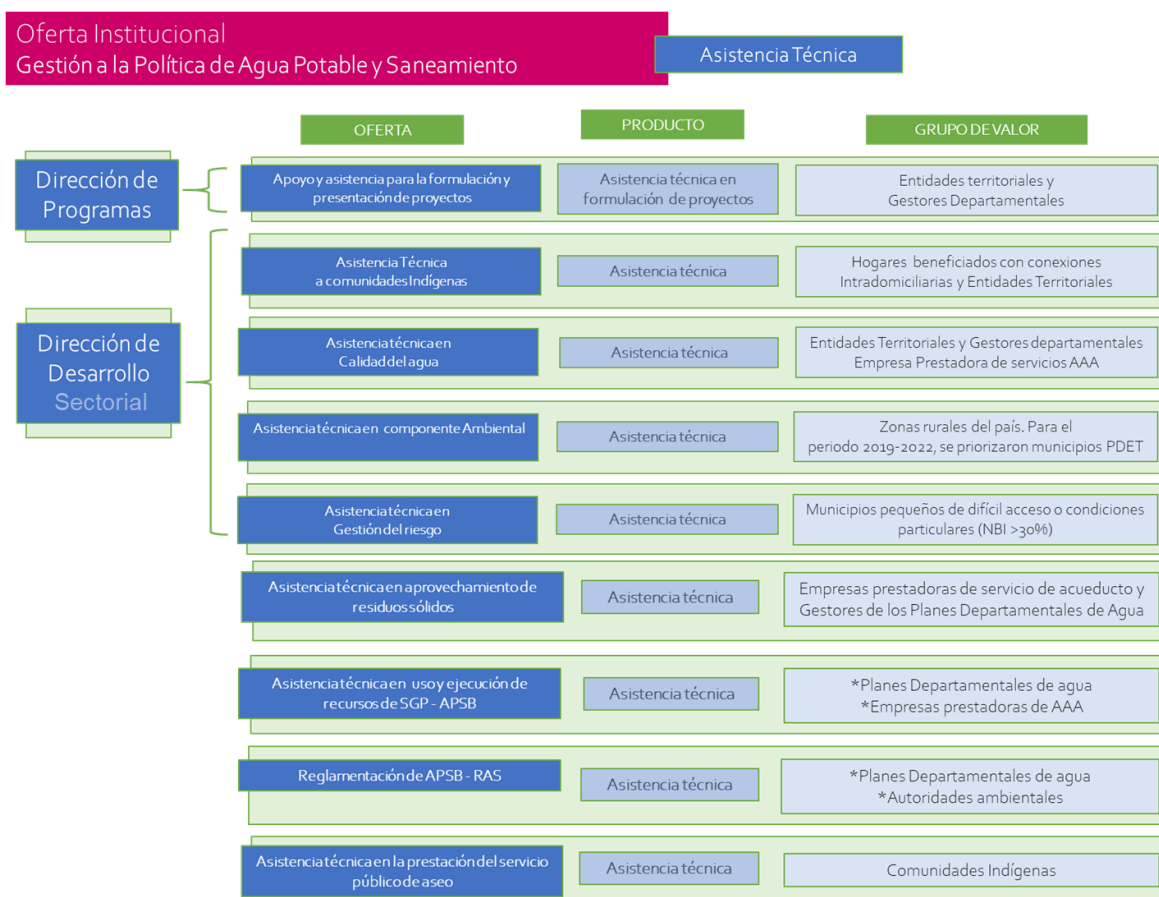 Oferta Institucional
Gestión a la Política de Agua Potable y Saneamiento
Asistencia Técnica
OFERTA
PRODUCTO
GRUPO DE VALOR
Dirección de
Programas
Apoyo y asistencia para la formulación y
presentación de proyectos
Asistencia técnica en
formulación de proyectos
Entidades territoriales y
Gestores Departamentales
Dirección de
Desarrollo
Sectorial
Asistencia Técnica
a comunidades Indígenas
Asistencia técnica
Hogares beneficiados con conexiones
Intradomiciliarias y Entidades Territoriales
Asistencia técnica en
Calidad del agua
Asistencia técnica
Entidades Territoriales y Gestores departamentales
Empresa Prestadora de servicios AAA
Asistencia técnica en componente Ambiental
Asistencia técnica
Zonas rurales del país. Para el
periodo 2019-2022, se priorizaron municipios PDET
Asistencia técnica en
Gestión del riesgo
Asistencia técnica
Municipios pequeños de difícil acceso o condiciones
particulares (NBI >30%)
Asistencia técnica en aprovechamiento de
residuos sólidos
Asistencia técnica
Empresas prestadoras de servicio de acueducto y
Gestores de los Planes Departamentales de Agua
Asistencia técnica en uso y ejecución de
recursos de SGP - APSB
Asistencia técnica
*Planes Departamentales de agua
*Empresas prestadoras de AAA
Reglamentación de APSB - RAS
Asistencia técnica
*Planes Departamentales de agua
*Autoridades ambientales
Asistencia técnica en la prestación del servicio
público de aseo
Asistencia técnica
Comunidades Indígenas